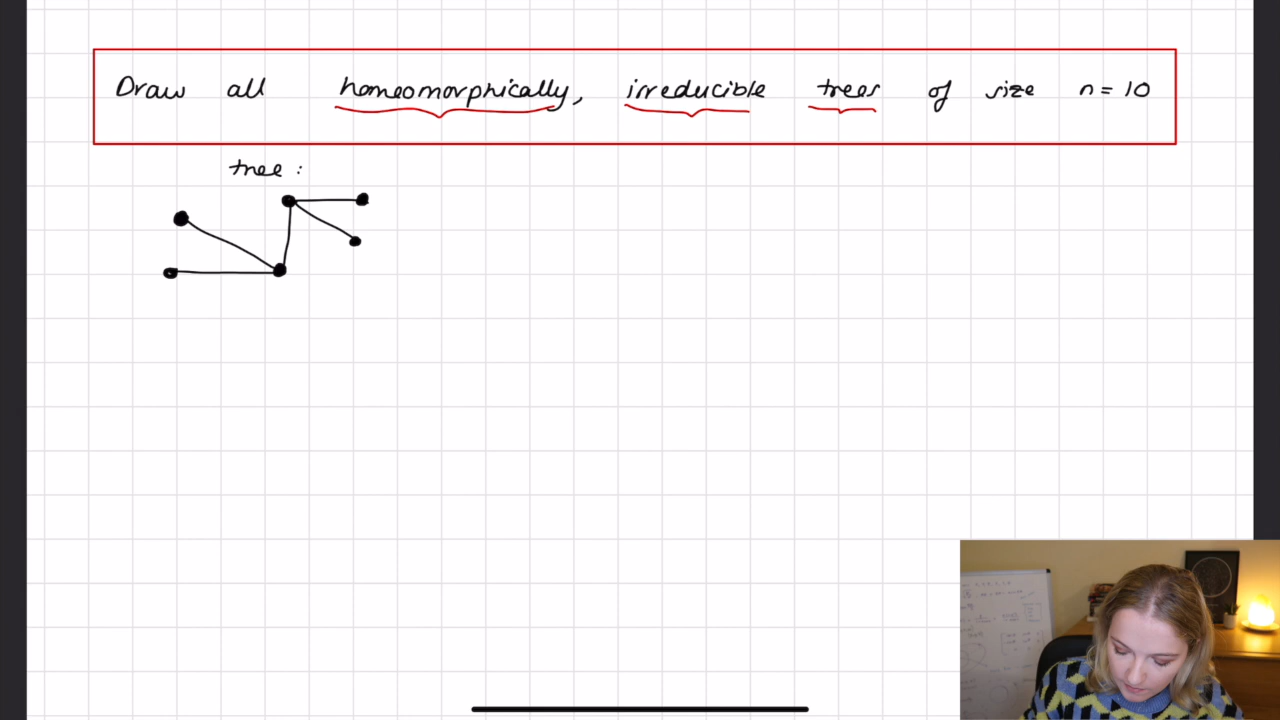 Draw all homeomorphically, irreducible trees of size n = 10
tree :